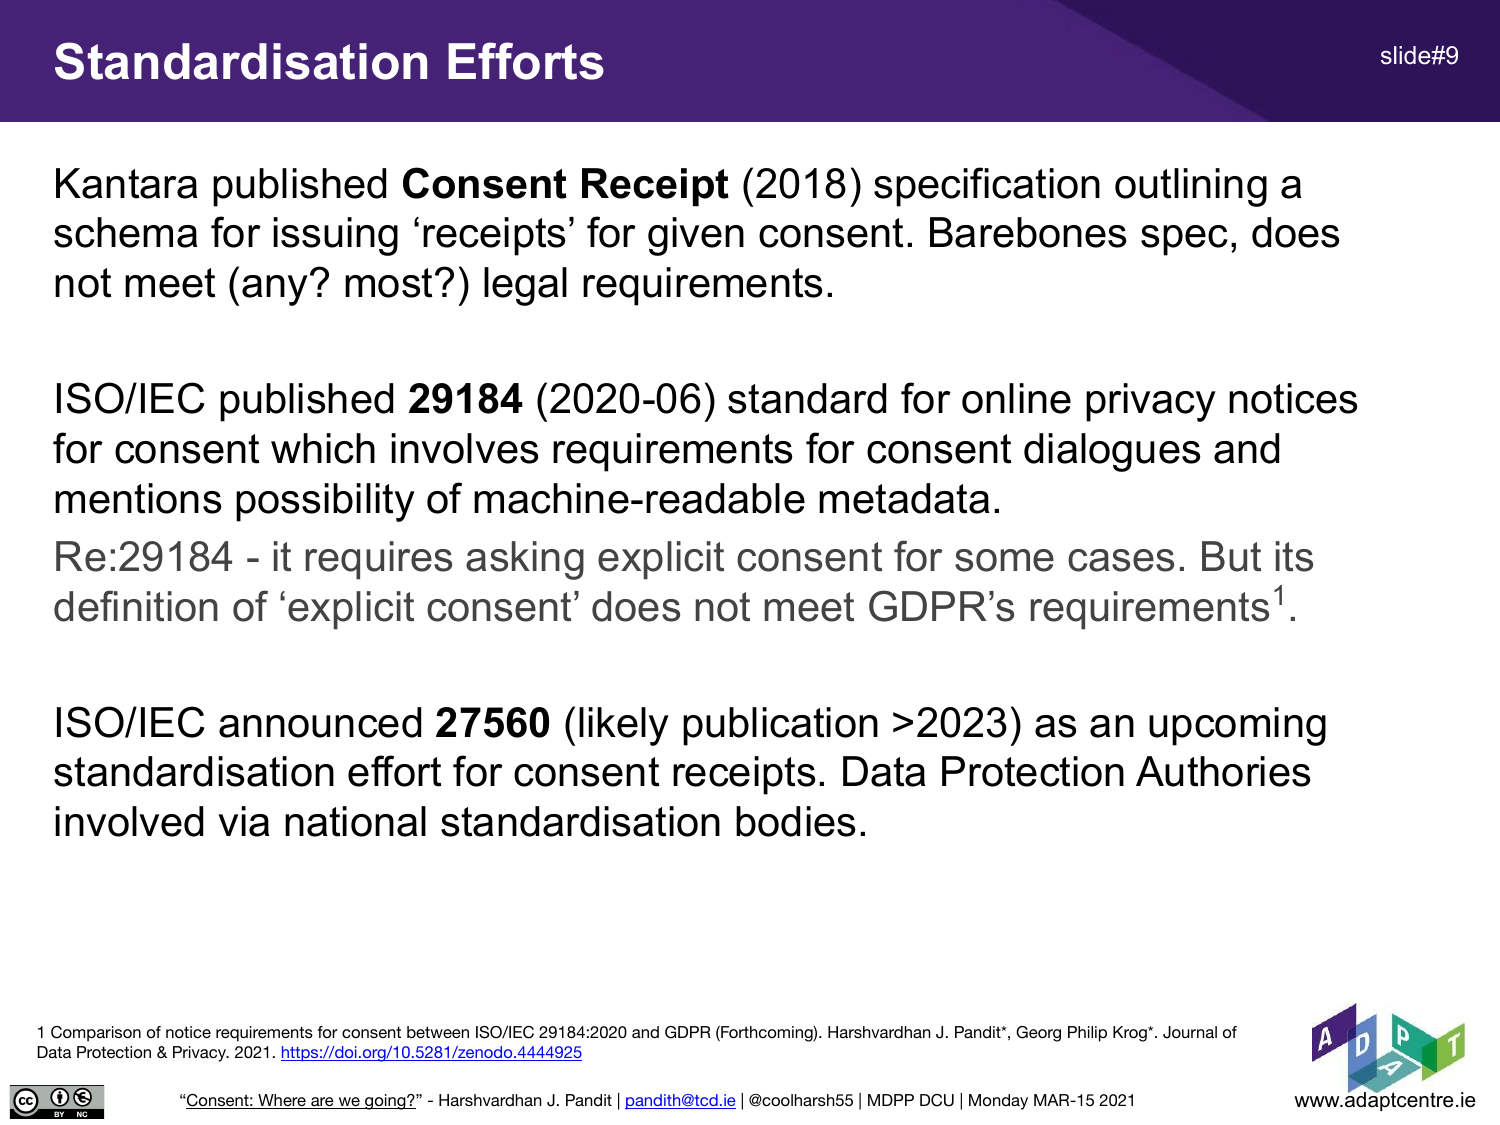 Standardisation Efforts
slide#9
Kantara published Consent Receipt (2018) specification outlining a
schema for issuing ‘receipts’ for given consent. Barebones spec, does
not meet (any? most?) legal requirements.
ISO/IEC published 29184 (2020-06) standard for online privacy notices
for consent which involves requirements for consent dialogues and
mentions possibility of machine-readable metadata.
Re:29184 - it requires asking explicit consent for some cases. But its
definition of ‘explicit consent’ does not meet GDPR’s requirements1.
ISO/IEC announced 27560 (likely publication >2023) as an upcoming
standardisation effort for consent receipts. Data Protection Authories
involved via national standardisation bodies.
1 Comparison of notice requirements for consent between ISO/IEC 29184:2020 and GDPR (Forthcoming). Harshvardhan J. Pandit*, Georg Philip Krog*. Journal of
Data Protection & Privacy. 2021. https://doi.org/10.5281/zenodo.4444925
ADAPT
cc BY NC
“Consent: Where are we going?” - Harshvardhan J. Pandit | pandith@tcd.ie | @coolharsh55 | MDPP DCU | Monday MAR-15 2021
www.adaptcentre.ie